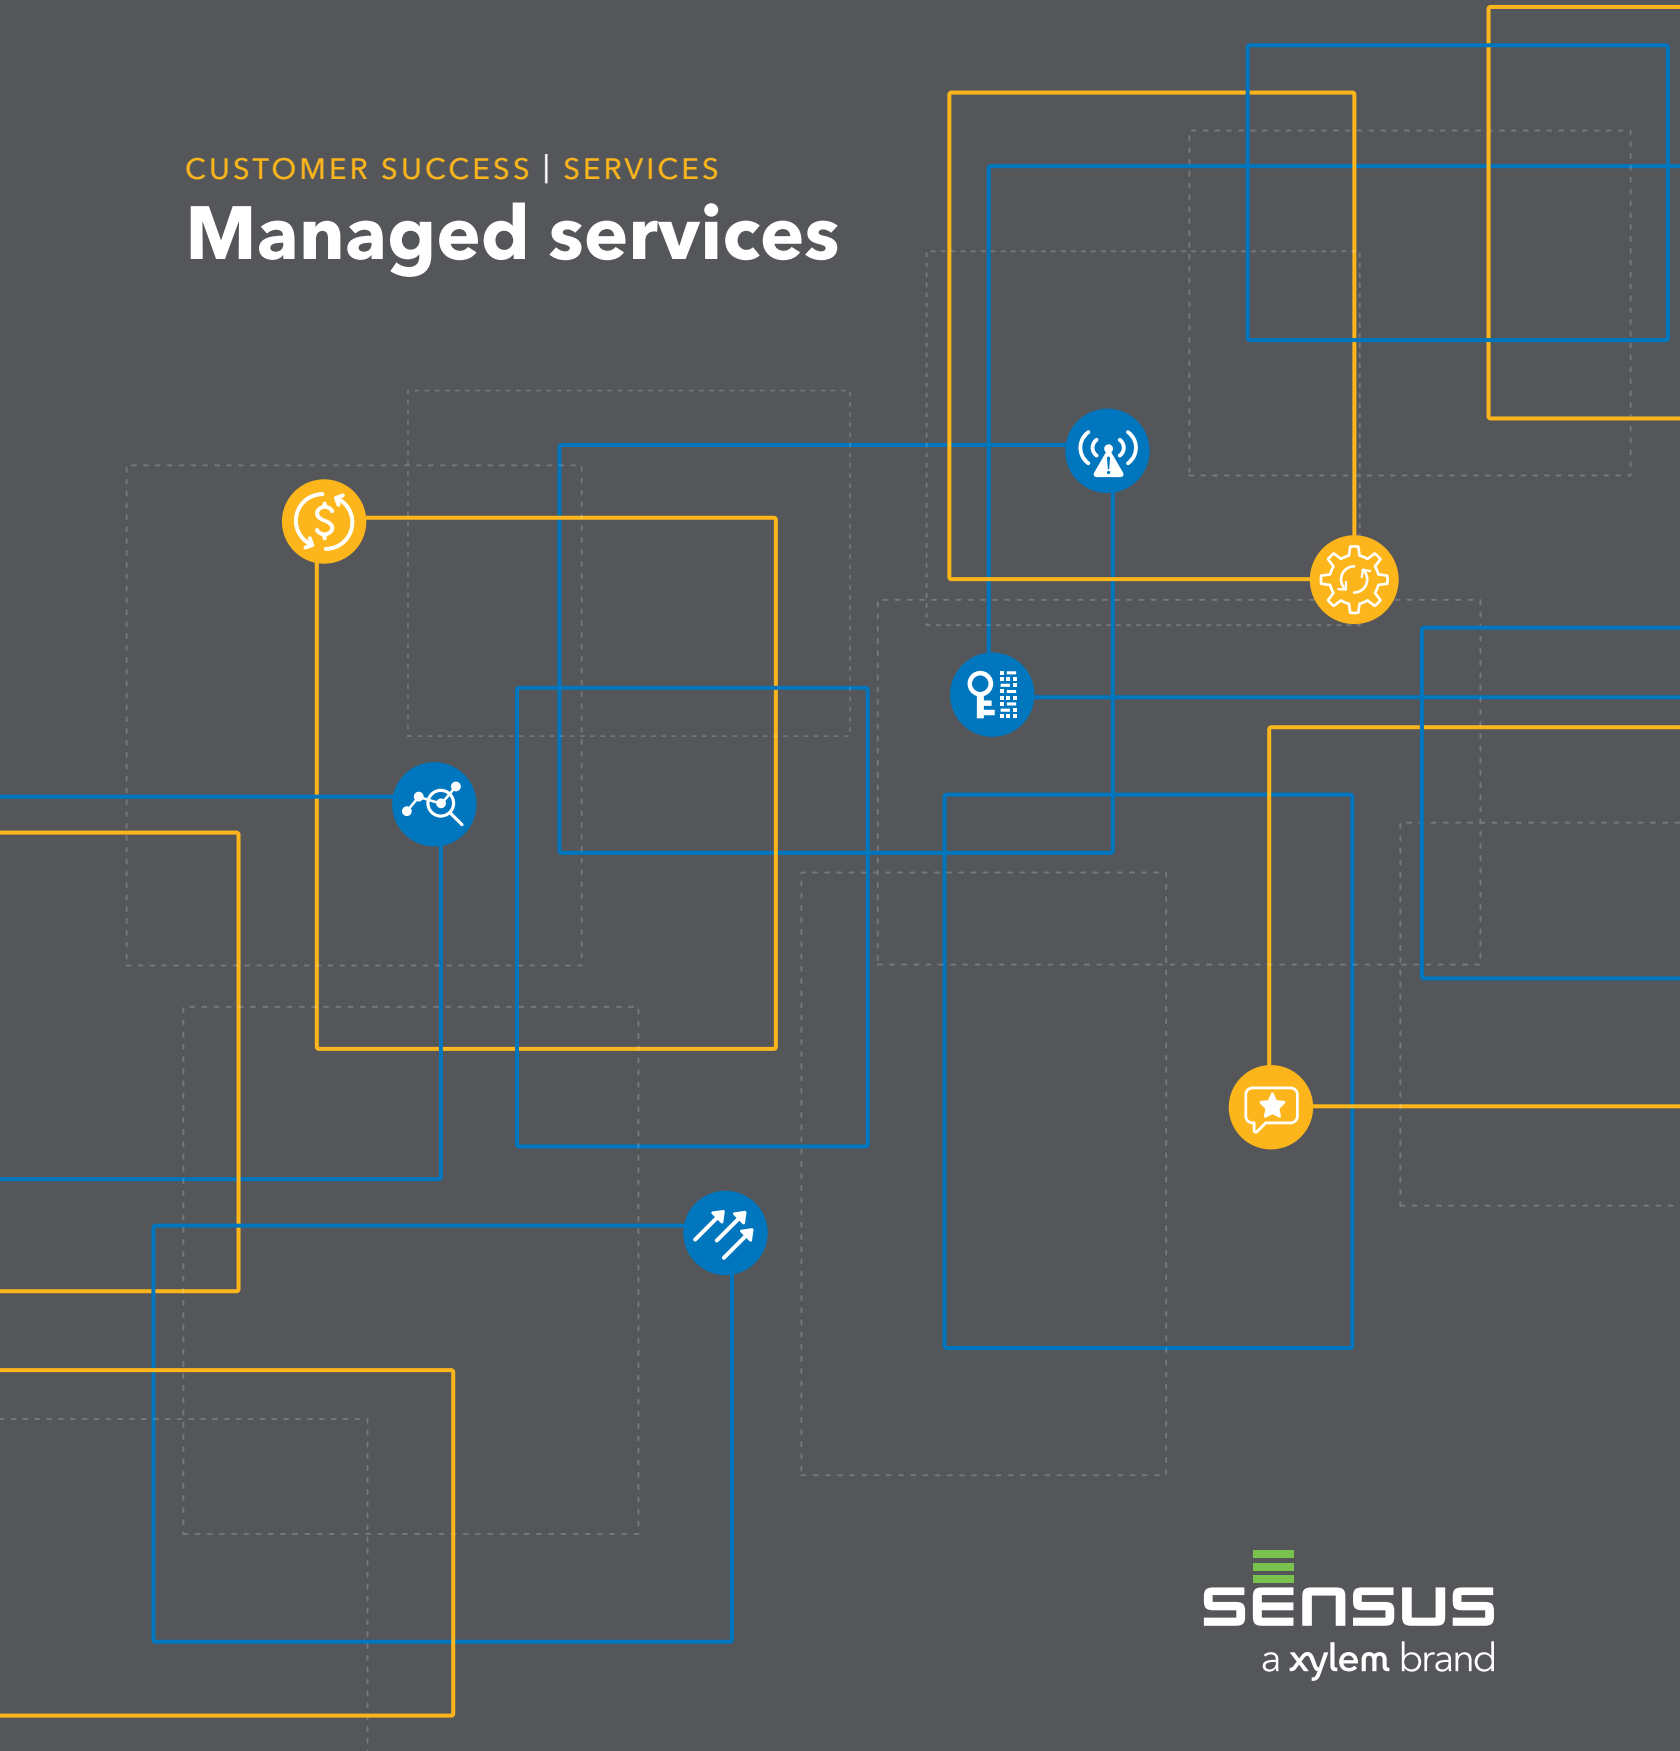 CUSTOMER SUCCESS | SERVICES
Managed services
$
sensus
a xylem brand